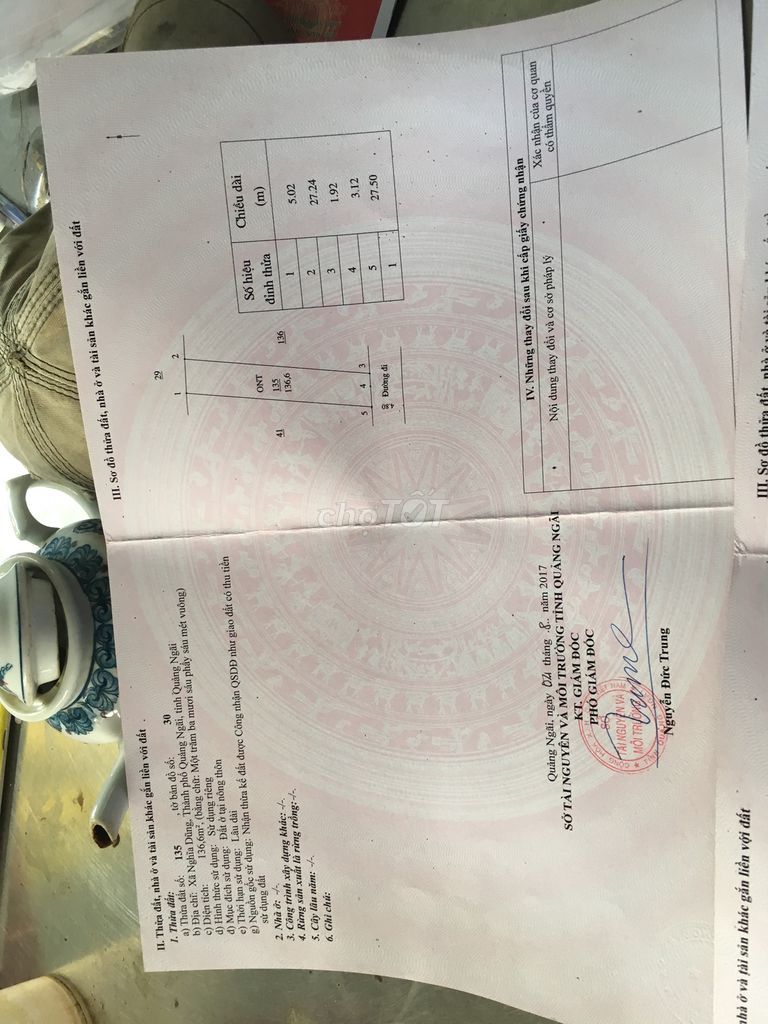 II. Thửa đất, nhà ở và tài sản khác gắn liền với đất
1. Thửa đất:
a) Thửa đất số: 135 , tờ bản đồ số: 30
b) Địa chỉ: Xã Nghĩa Dũng, Thành phố Quảng Ngãi, tỉnh Quảng Ngãi
c) Diện tích: 136,6m², (bằng chữ: Một trăm ba mươi sáu phẩy sáu mét vuông)
d) Hình thức sử dụng: Sử dụng riêng
đ) Mục đích sử dụng: Đất ở tại nông thôn
e) Thời hạn sử dụng: Lâu dài
g) Nguồn gốc sử dụng: Nhận thừa kế đất được Công nhận QSDĐ như giao đất có thu tiền
sử dụng đất
2. Nhà ở: -/-.
3. Công trình xây dựng khác: -/-.
4. Rừng sản xuất là rừng trồng: -/-.
5. Cây lâu năm: -/-.
6. Ghi chú:
Quảng Ngãi, ngày 02 tháng 8.. năm 2017
SỞ TÀI NGUYÊN VÀ MÔI TRƯỜNG TỈNH QUẢNG NGÃI
KT. GIÁM ĐỐC
PHÓ GIÁM ĐỐC
SỞ
TÀI NGUYÊN VÀ
MÔI TRƯỜNG
Nguyễn Đức Trung
III. Sơ đồ thửa đất, nhà ở và tài sản khác gắn liền với đất
29
1 2
ONT
135
136,6
41
136
5 4 3
Đường đi
Số hiệu đỉnh thửa Chiều dài (m)
1 5.02
2 27.24
3 1.92
4 3.12
5 27.50
1
IV. Những thay đổi sau khi cấp giấy chứng nhận
Nội dung thay đổi và cơ sở pháp lý
Xác nhận của cơ quan
có thẩm quyền
chợTỐT
III. Sơ đồ thửa đất, nhà ở và tài sản
nhà ở và tài sản khác gắn liền với đất